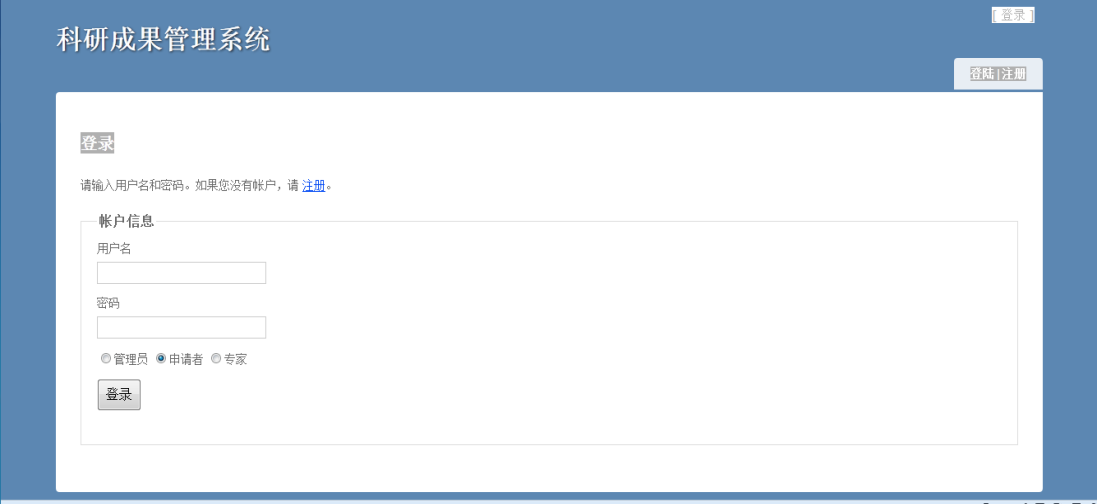 [ 登录 ]
科研成果管理系统
登陆|注册
登录
请输入用户名和密码。如果您没有帐户，请 注册。
帐户信息
用户名
密码
管理员 申请者 专家
登录